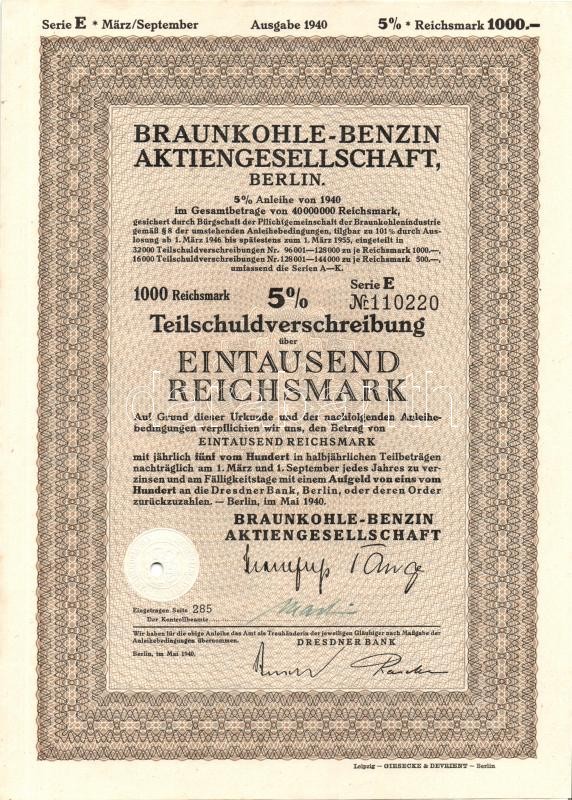 Serie E * März/September Ausgabe 1940 5% * Reichsmark 1000.—
BRAUNKOHLE-BENZIN
AKTIENGESELLSCHAFT,
BERLIN.
5% Anleihe von 1940
im Gesamtbetrage von 40000000 Reichsmark,
gesichert durch Bürgschaft der Pflichtgemeinschaft der Braunkohlenindustrie
gemäß § 8 der umstehenden Anleihebedingungen, tilgbar zu 101% durch Aus-
losung ab 1. März 1946 bis spätestens zum 1. März 1955, eingeteilt in
32000 Teilschuldverschreibungen Nr. 96001—128000 zu je Reichsmark 1000.—,
16000 Teilschuldverschreibungen Nr. 128001—144000 zu je Reichsmark 500.—,
umfassend die Serien A—K.
1000 Reichsmark 5% Serie E
№ 110220
Teilschuldverschreibung
über
EINTAUSEND
REICHSMARK
Auf Grund dieser Urkunde und der nachfolgenden Anleihe-
bedingungen verpflichten wir uns, den Betrag von
EINTAUSEND REICHSMARK
mit jährlich fünf vom Hundert in halbjährlichen Teilbeträgen
nachträglich am 1. März und 1. September jedes Jahres zu ver-
zinsen und am Fälligkeitstage mit einem Aufgeld von eins vom
Hundert an die Dresdner Bank, Berlin, oder deren Order
zurückzuzahlen. — Berlin, im Mai 1940.
BRAUNKOHLE-BENZIN
AKTIENGESELLSCHAFT
Eingetragen Seite 285
Der Kontrollbeamte
Wir haben für die obige Anleihe das Amt als Treuhänderin der jeweiligen Gläubiger nach Maßgabe der
Anleihebedingungen übernommen.
DRESDNER BANK
Berlin, im Mai 1940.
Leipzig — GIESECKE & DEVRIENT — Berlin